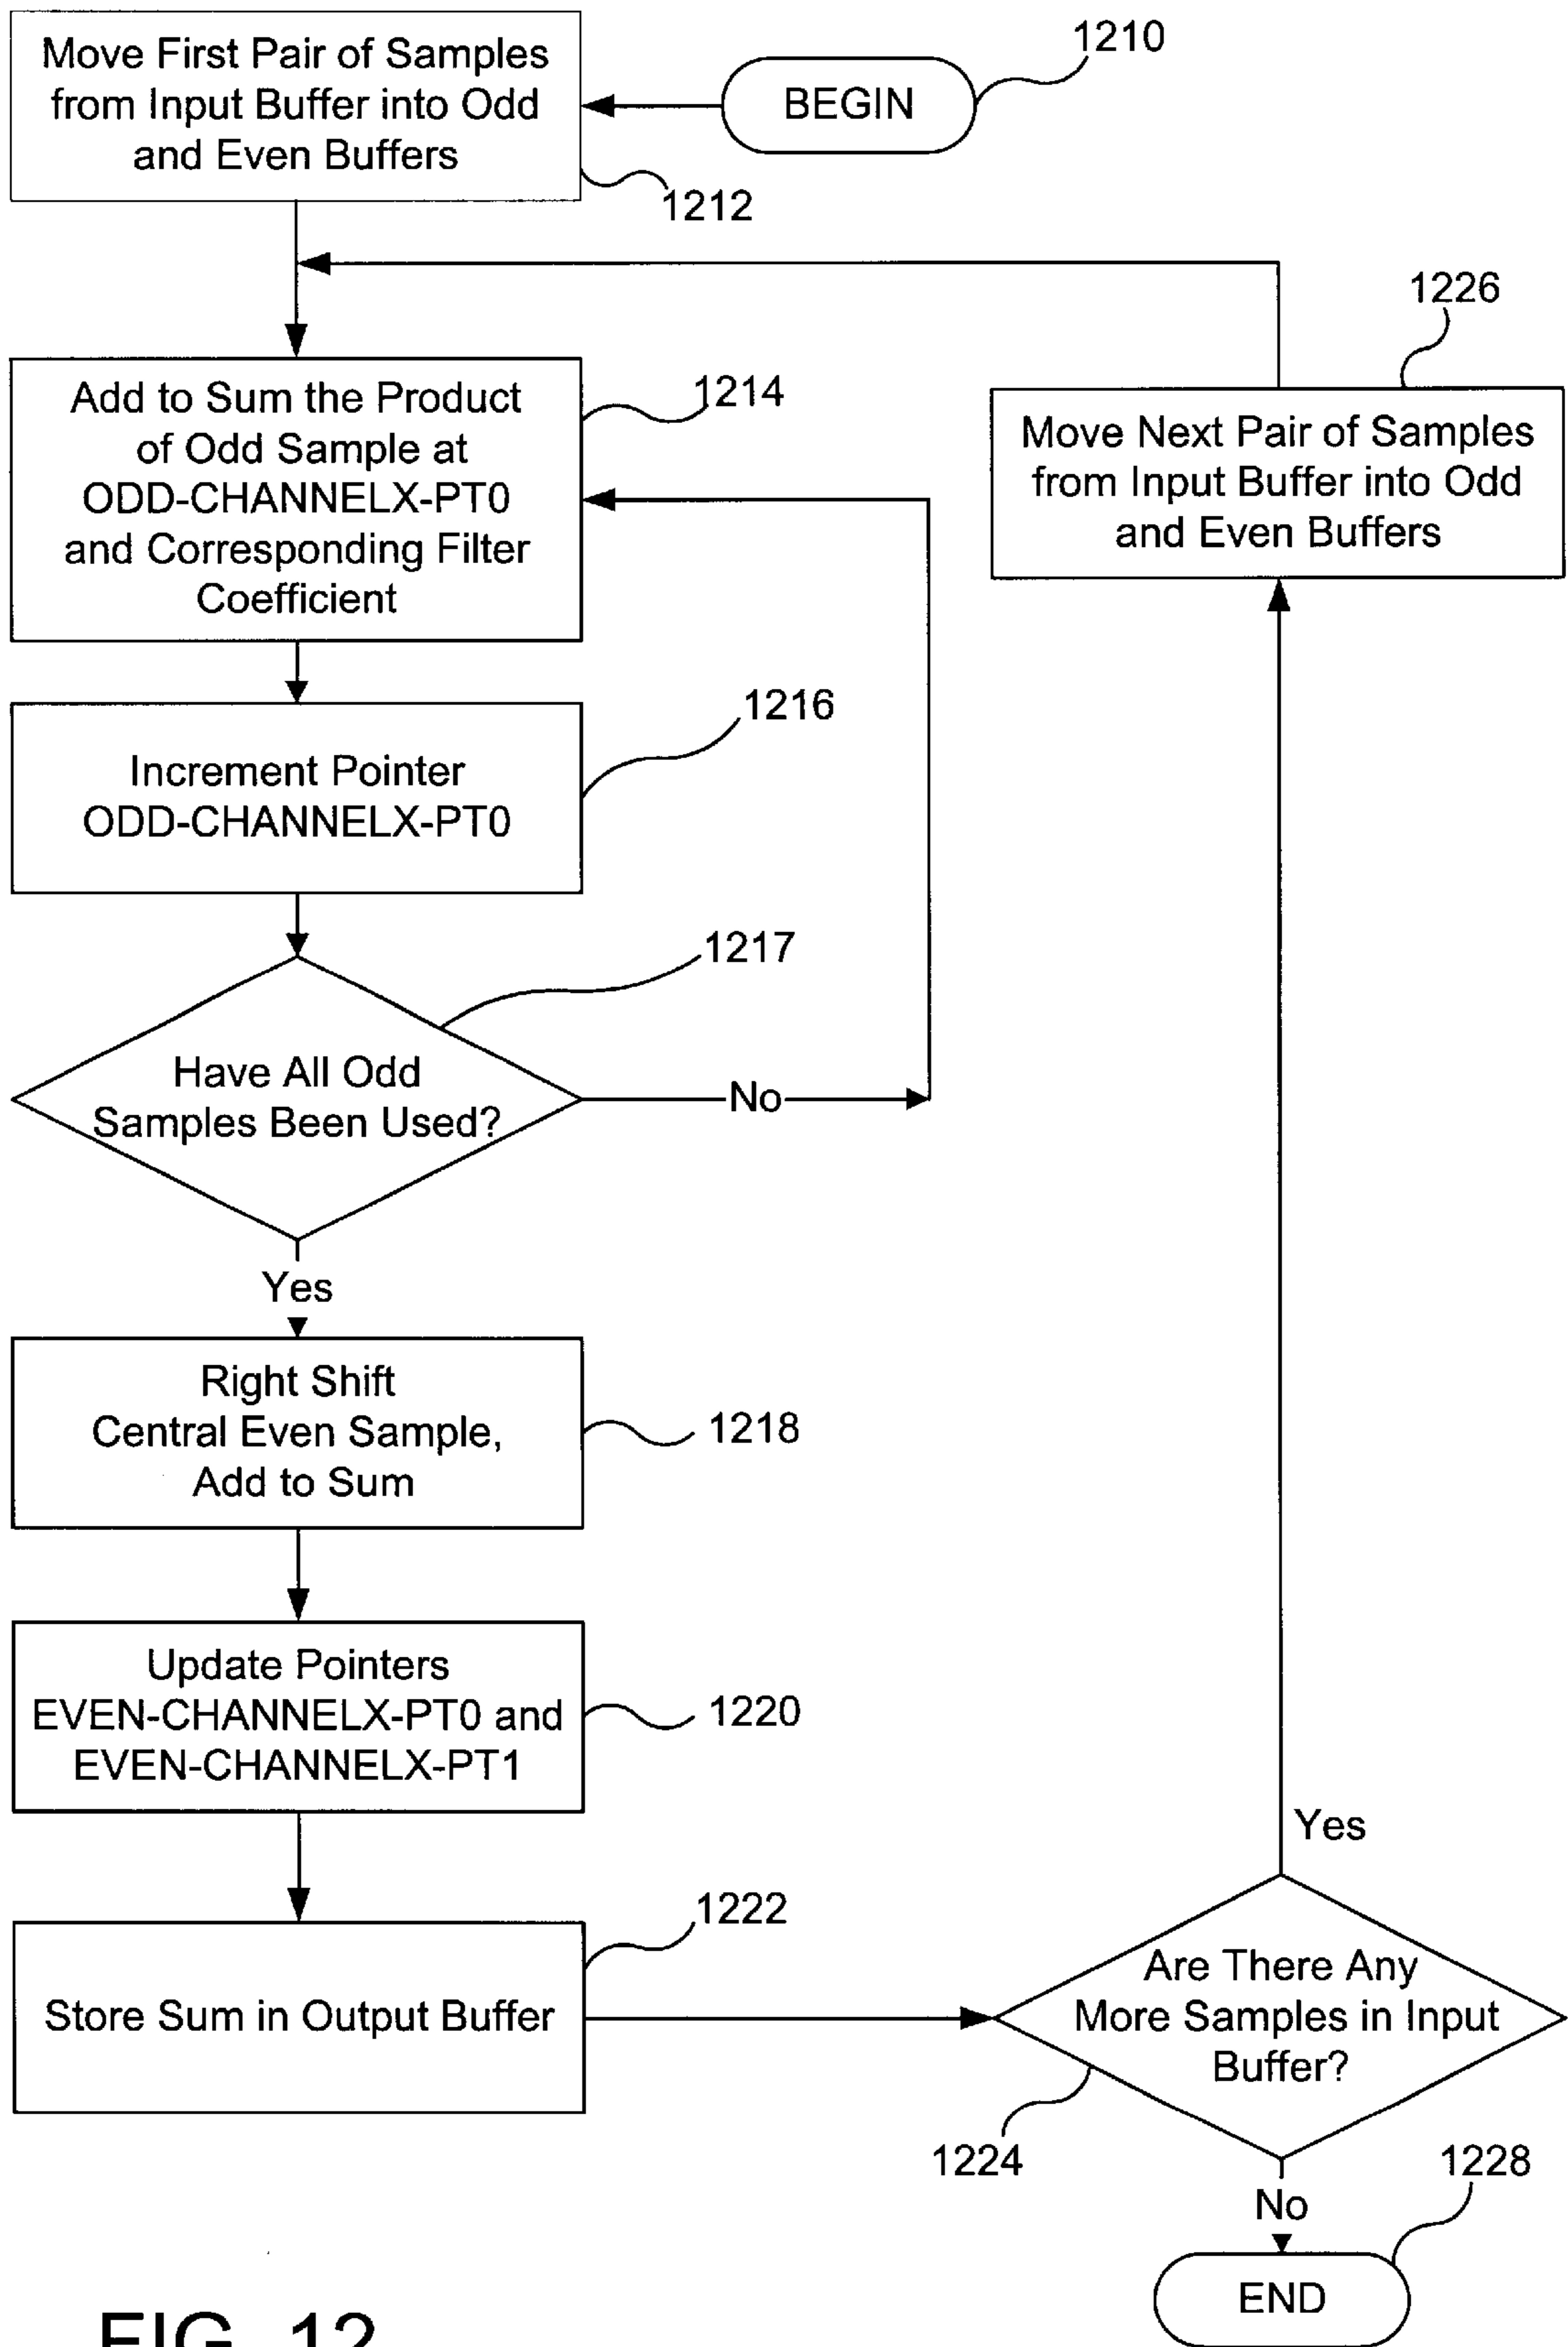 Move First Pair of Samples
from Input Buffer into Odd
and Even Buffers
BEGIN
1210
1212
Add to Sum the Product
of Odd Sample at
ODD-CHANNELX-PT0
and Corresponding Filter
Coefficient
1214
Increment Pointer
ODD-CHANNELX-PT0
1216
Have All Odd
Samples Been Used?
1217
No
Yes
Right Shift
Central Even Sample,
Add to Sum
1218
Update Pointers
EVEN-CHANNELX-PT0 and
EVEN-CHANNELX-PT1
1220
Store Sum in Output Buffer
1222
Are There Any
More Samples in Input
Buffer?
1224
Yes
Move Next Pair of Samples
from Input Buffer into Odd
and Even Buffers
1226
No
END
1228
FIG. 12